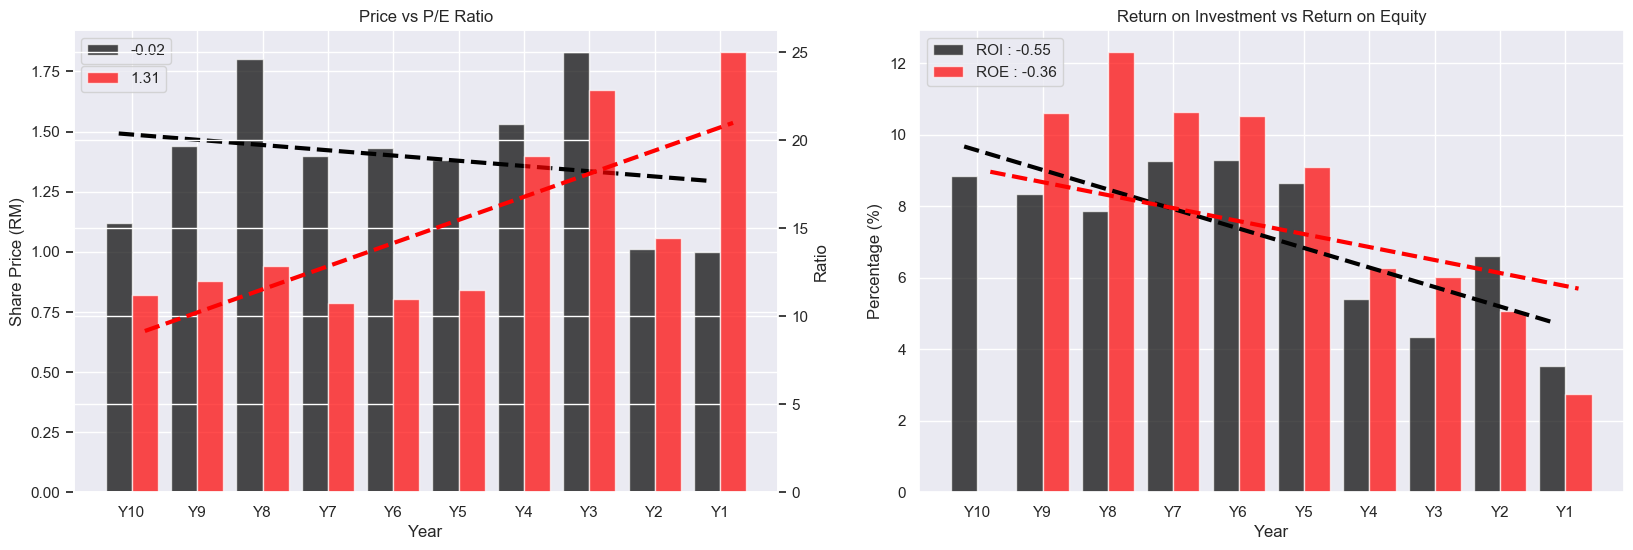 Price vs P/E Ratio
-0.02
1.31
Share Price (RM)
1.75
1.50
1.25
1.00
0.75
0.50
0.25
0.00
25
20
15
10
5
0
Ratio
Y10 Y9 Y8 Y7 Y6 Y5 Y4 Y3 Y2 Y1
Year
Return on Investment vs Return on Equity
ROI : -0.55
ROE : -0.36
Percentage (%)
12
10
8
6
4
2
0
Y10 Y9 Y8 Y7 Y6 Y5 Y4 Y3 Y2 Y1
Year